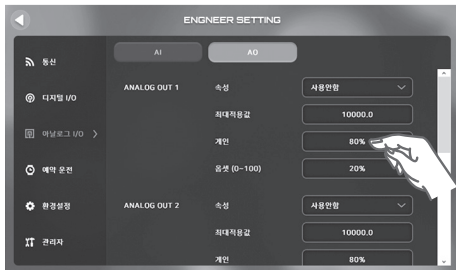 ENGNEER SETTING
AI
AO
통신
디지털 I/O
아날로그 I/O
예약 운전
환경설정
관리자
ANALOG OUT 1
속성
사용안함
최대적용값
10000.0
게인
80%
옵셋 (0~100)
20%
ANALOG OUT 2
속성
사용안함
최대적용값
10000.0
게인
80%